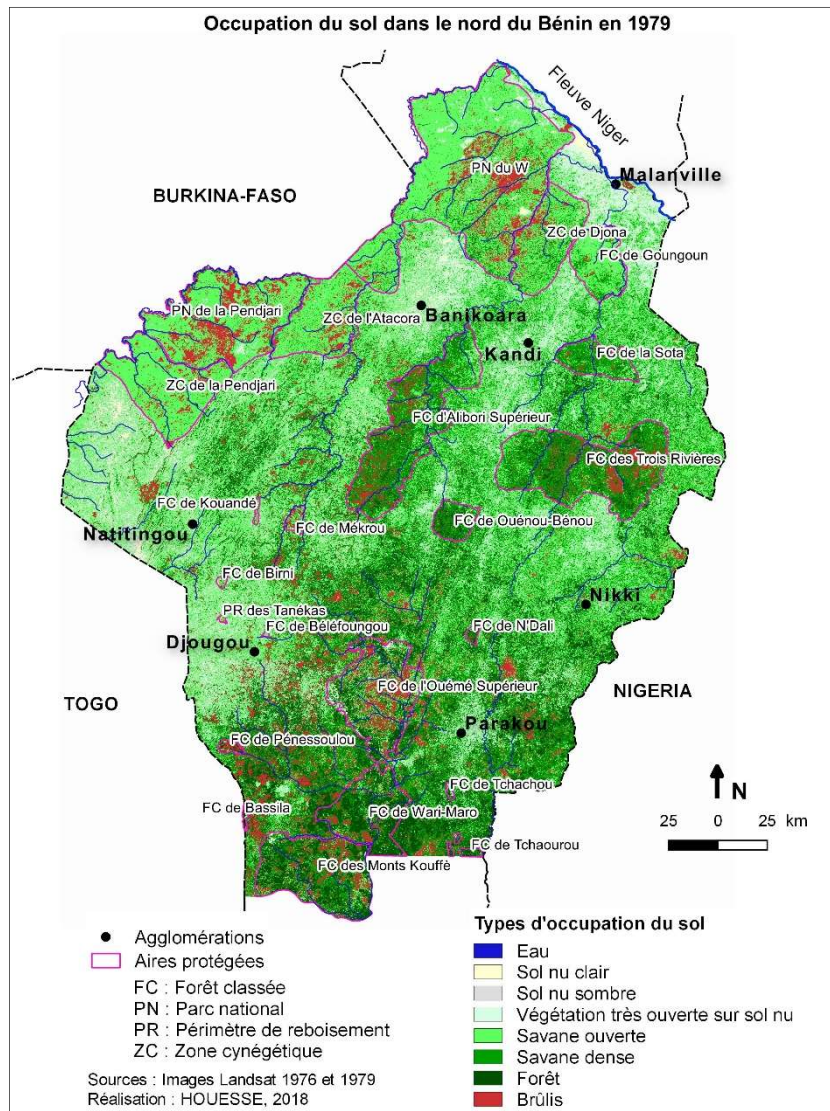 Occupation du sol dans le nord du Bénin en 1979
Fleuve Niger
PN du W
Malanville
BURKINA-FASO
ZC de Djona
FC de Goungoun
PN de la Pendjari
ZC de l'Atacora
Banikoara
Kandi
FC de la Sota
ZC de la Pendjari
FC d'Alibori Supérieur
FC des Trois Rivières
FC de Kouandé
FC de Mékrou
FC de Ouénou-Bénou
Natitingou
FC de Birni
Nikki
PR des Tanékas
FC de Béléfoungou
FC de N'Dali
Djougou
FC de l'Ouémé Supérieur
NIGERIA
TOGO
Parakou
FC de Pénessoulou
FC de Tchachou
N
FC de Bassila
FC de Wari-Maro
25 0 25 km
FC de Tchaourou
FC des Monts Kouffè
Agglomérations
Aires protégées
FC : Forêt classée
PN : Parc national
PR : Périmètre de reboisement
ZC : Zone cynégétique
Sources : Images Landsat 1976 et 1979
Réalisation : HOUESSE, 2018
Types d'occupation du sol
Eau
Sol nu clair
Sol nu sombre
Végétation très ouverte sur sol nu
Savane ouverte
Savane dense
Forêt
Brûlis